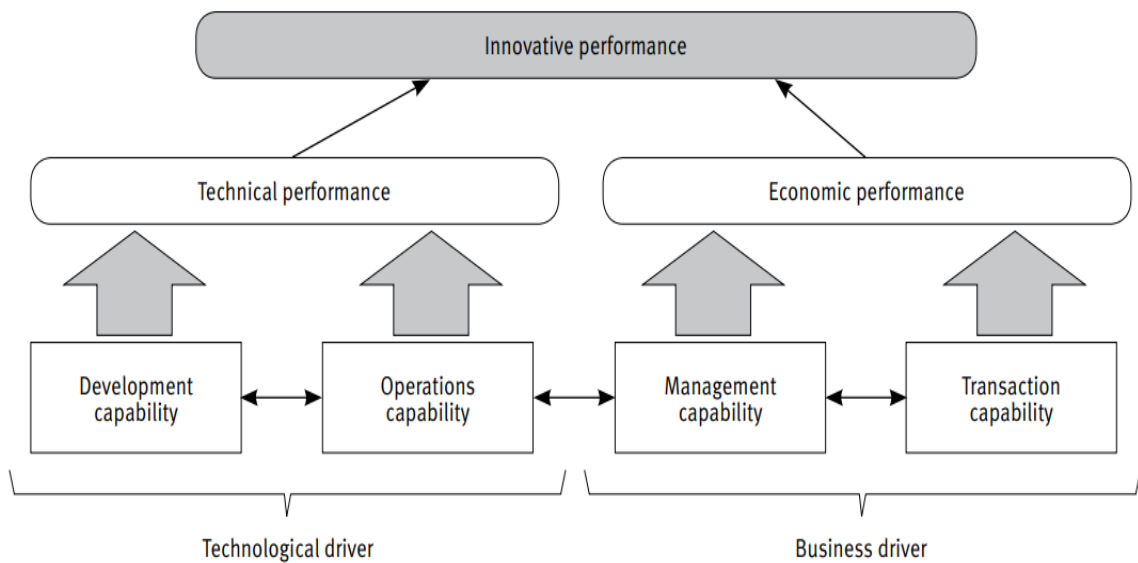 Innovative performance
Technical performance
Economic performance
Development
capability
Operations
capability
Management
capability
Transaction
capability
Technological driver
Business driver